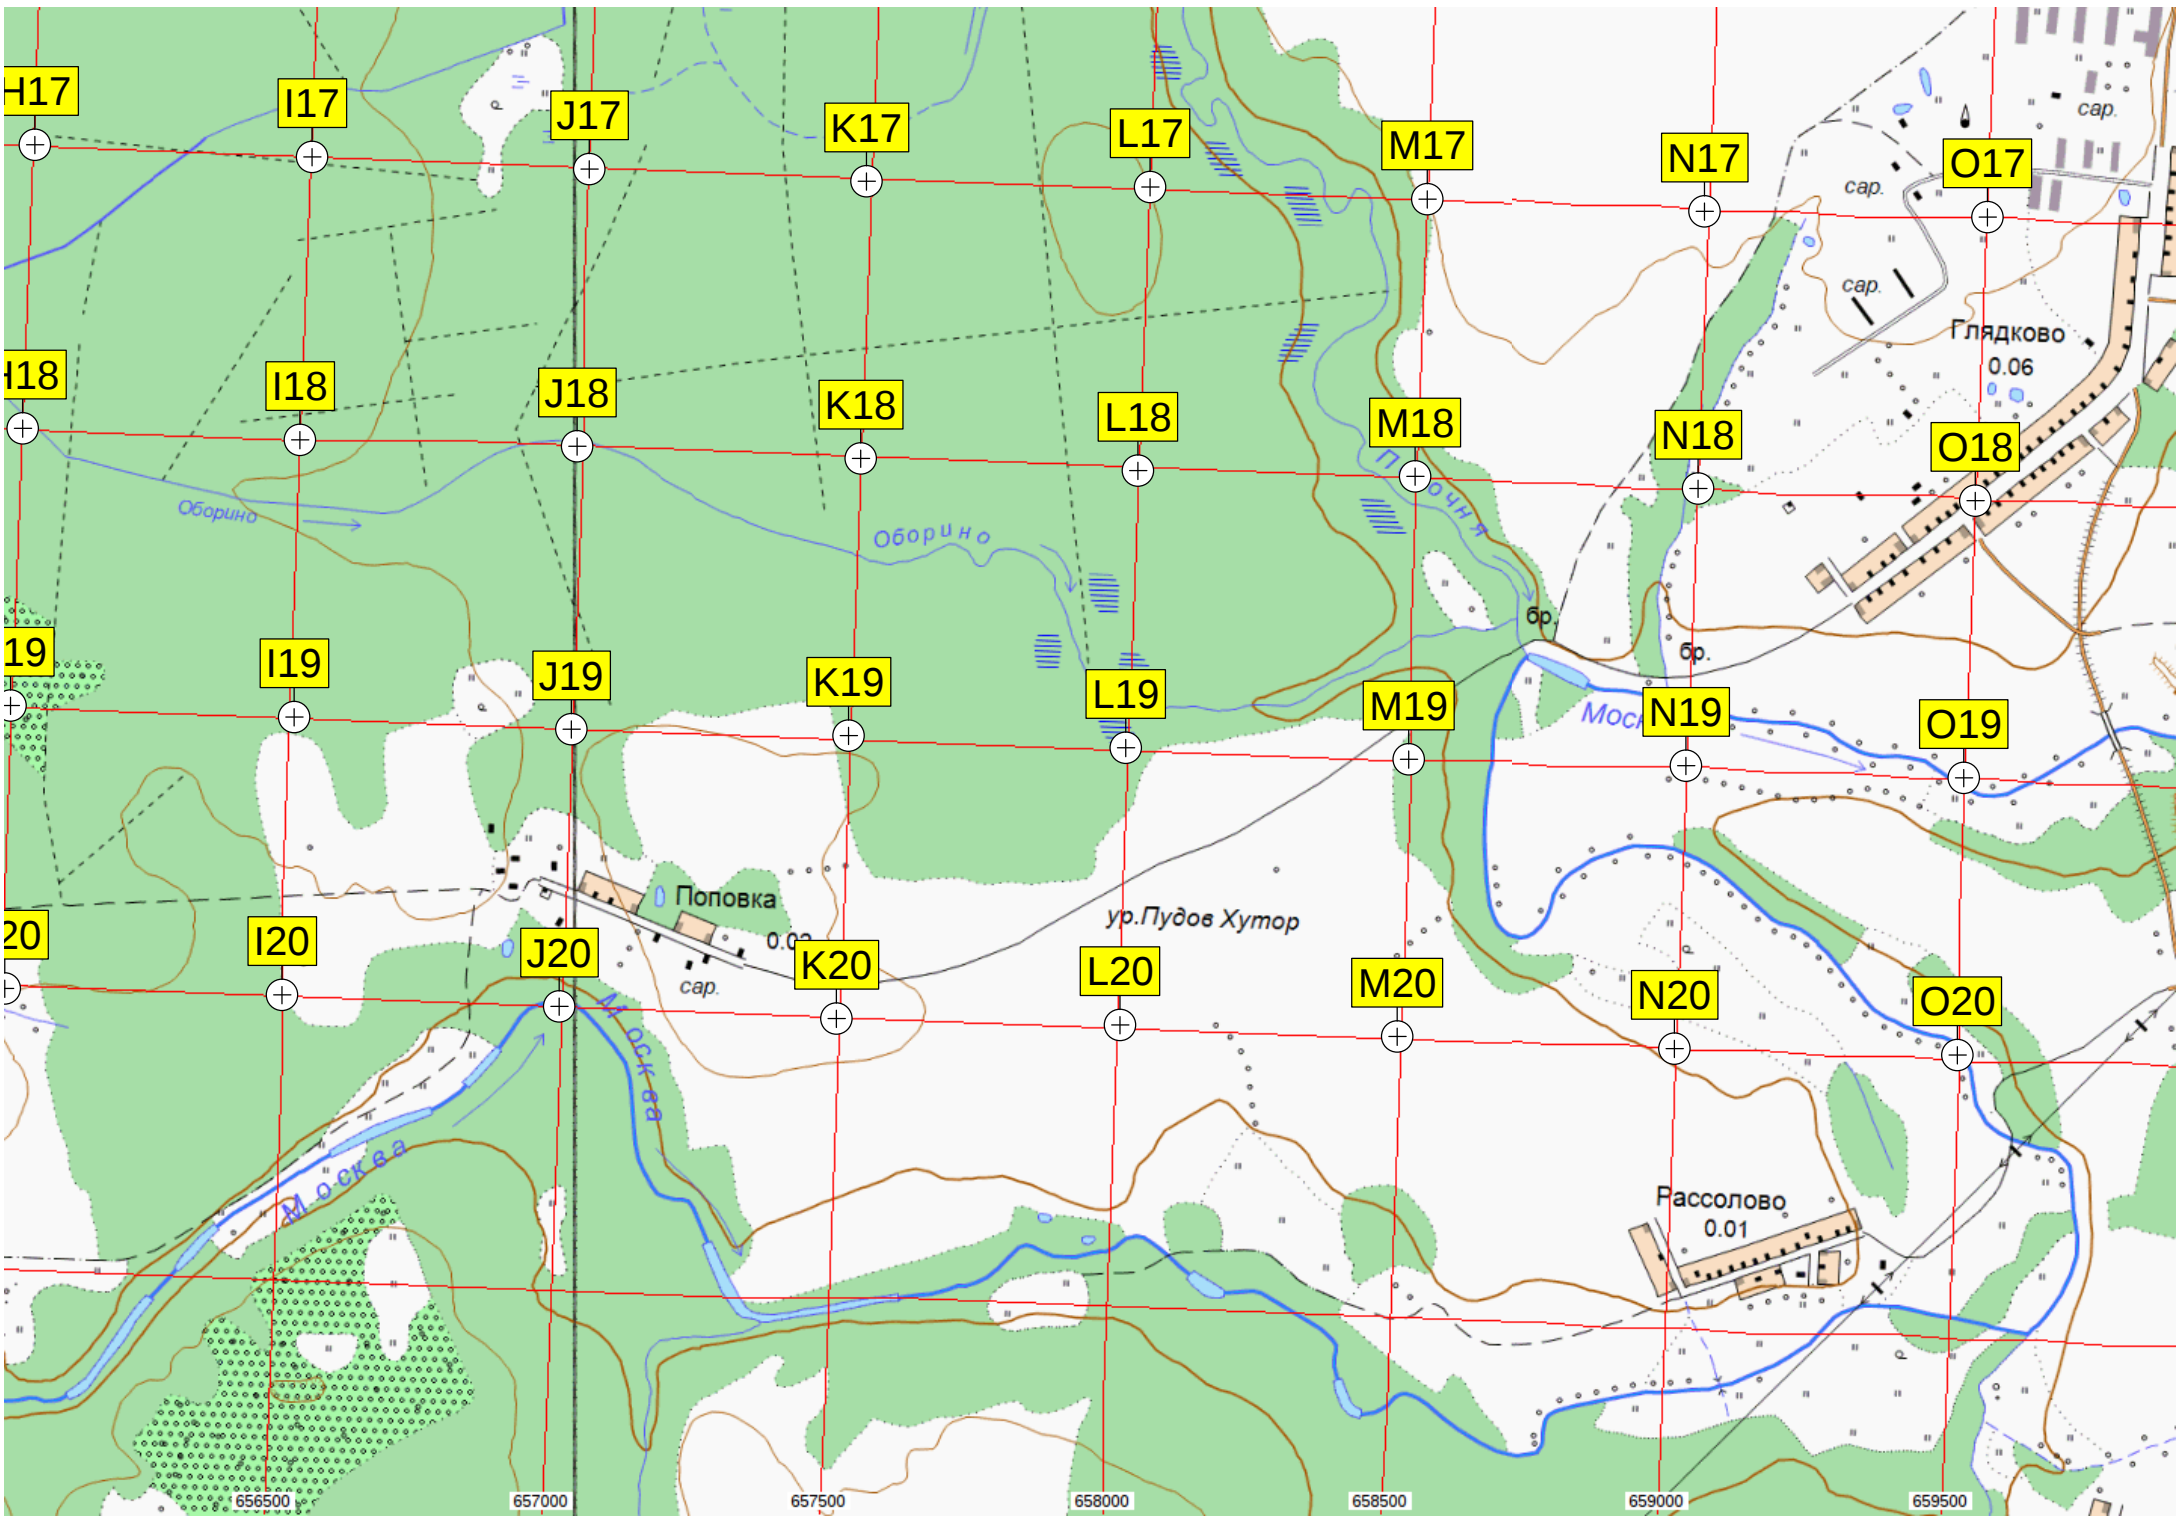 H17
I17
J17
K17
L17
M17
N17
O17
сар.
сар.
сар.
Глядково
0.06
H18
I18
J18
K18
L18
M18
N18
O18
Оборино
Оборино
бр.
бр.
19
I19
J19
K19
L19
M19
N19
O19
Поповка
ур.Пудов Хутор
20
I20
J20
K20
L20
M20
N20
O20
сар.
Москва
Москва
Рассолово
0.01
656500
657000
657500
658000
658500
659000
659500